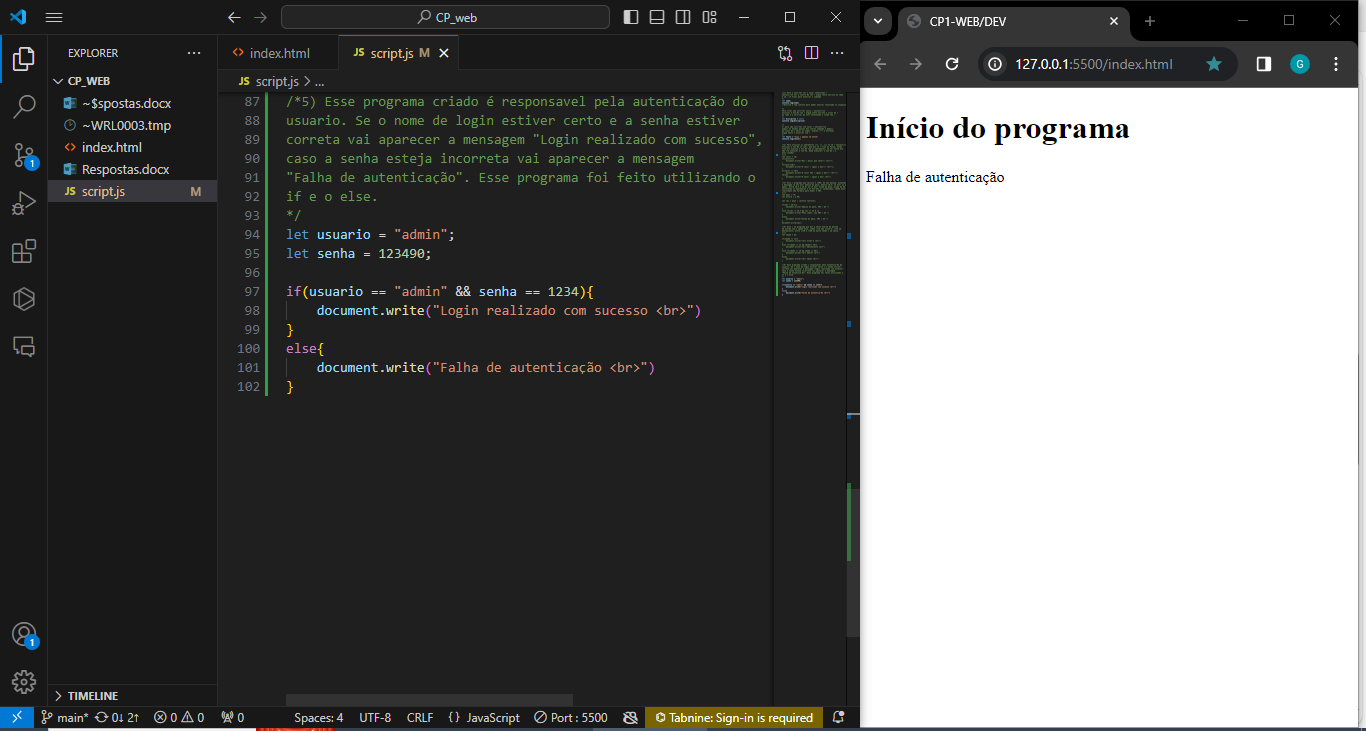 CP_web
EXPLORER
CP_WEB
~$spostas.docx
~WRL0003.tmp
index.html
Respostas.docx
JS script.js M
1
1
TIMELINE
index.html
JS script.js M
JS script.js > ...
87 /*5) Esse programa criado é responsavel pela autenticação do
88 usuario. Se o nome de login estiver certo e a senha estiver
89 correta vai aparecer a mensagem "Login realizado com sucesso",
90 caso a senha esteja incorreta vai aparecer a mensagem
91 "Falha de autenticação". Esse programa foi feito utilizando o
92 if e o else.
93 */
94 let usuario = "admin";
95 let senha = 123490;
96
97 if(usuario == "admin" && senha == 1234){
98 document.write("Login realizado com sucesso <br>")
99 }
100 else{
101 document.write("Falha de autenticação <br>")
102 }
main* 0↓ 2↑ 0 0 0 Spaces: 4 UTF-8 CRLF {} JavaScript Port : 5500 Tabnine: Sign-in is required
CP1-WEB/DEV
127.0.0.1:5500/index.html
G
Início do programa
Falha de autenticação